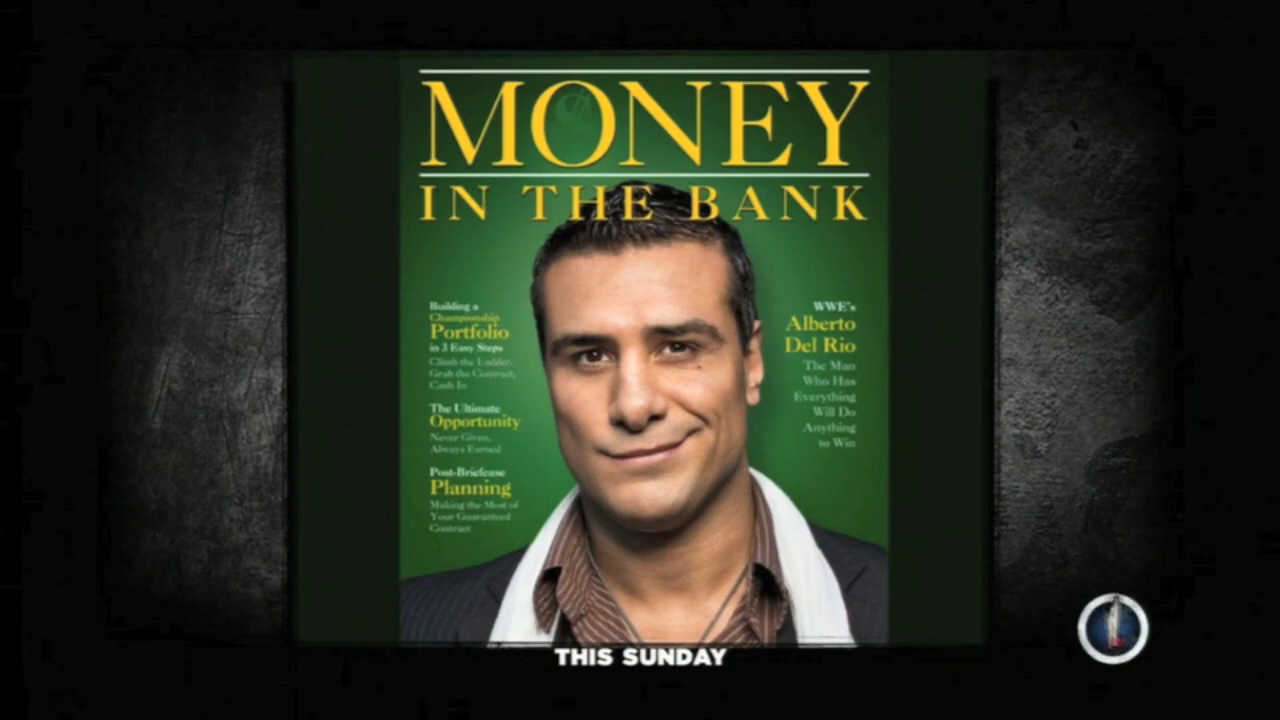 MONEY
IN THE BANK
Building a
Championship
Portfolio
in 3 Easy Steps
Climb the Ladder,
Grab the Contract,
Cash In
The Ultimate
Opportunity
Never Given,
Always Earned
Post-Briefcase
Planning
Making the Most of
Your Guaranteed
Contract
WWE's
Alberto
Del Rio
The Man
Who Has
Everything
Will Do
Anything
to Win
THIS SUNDAY